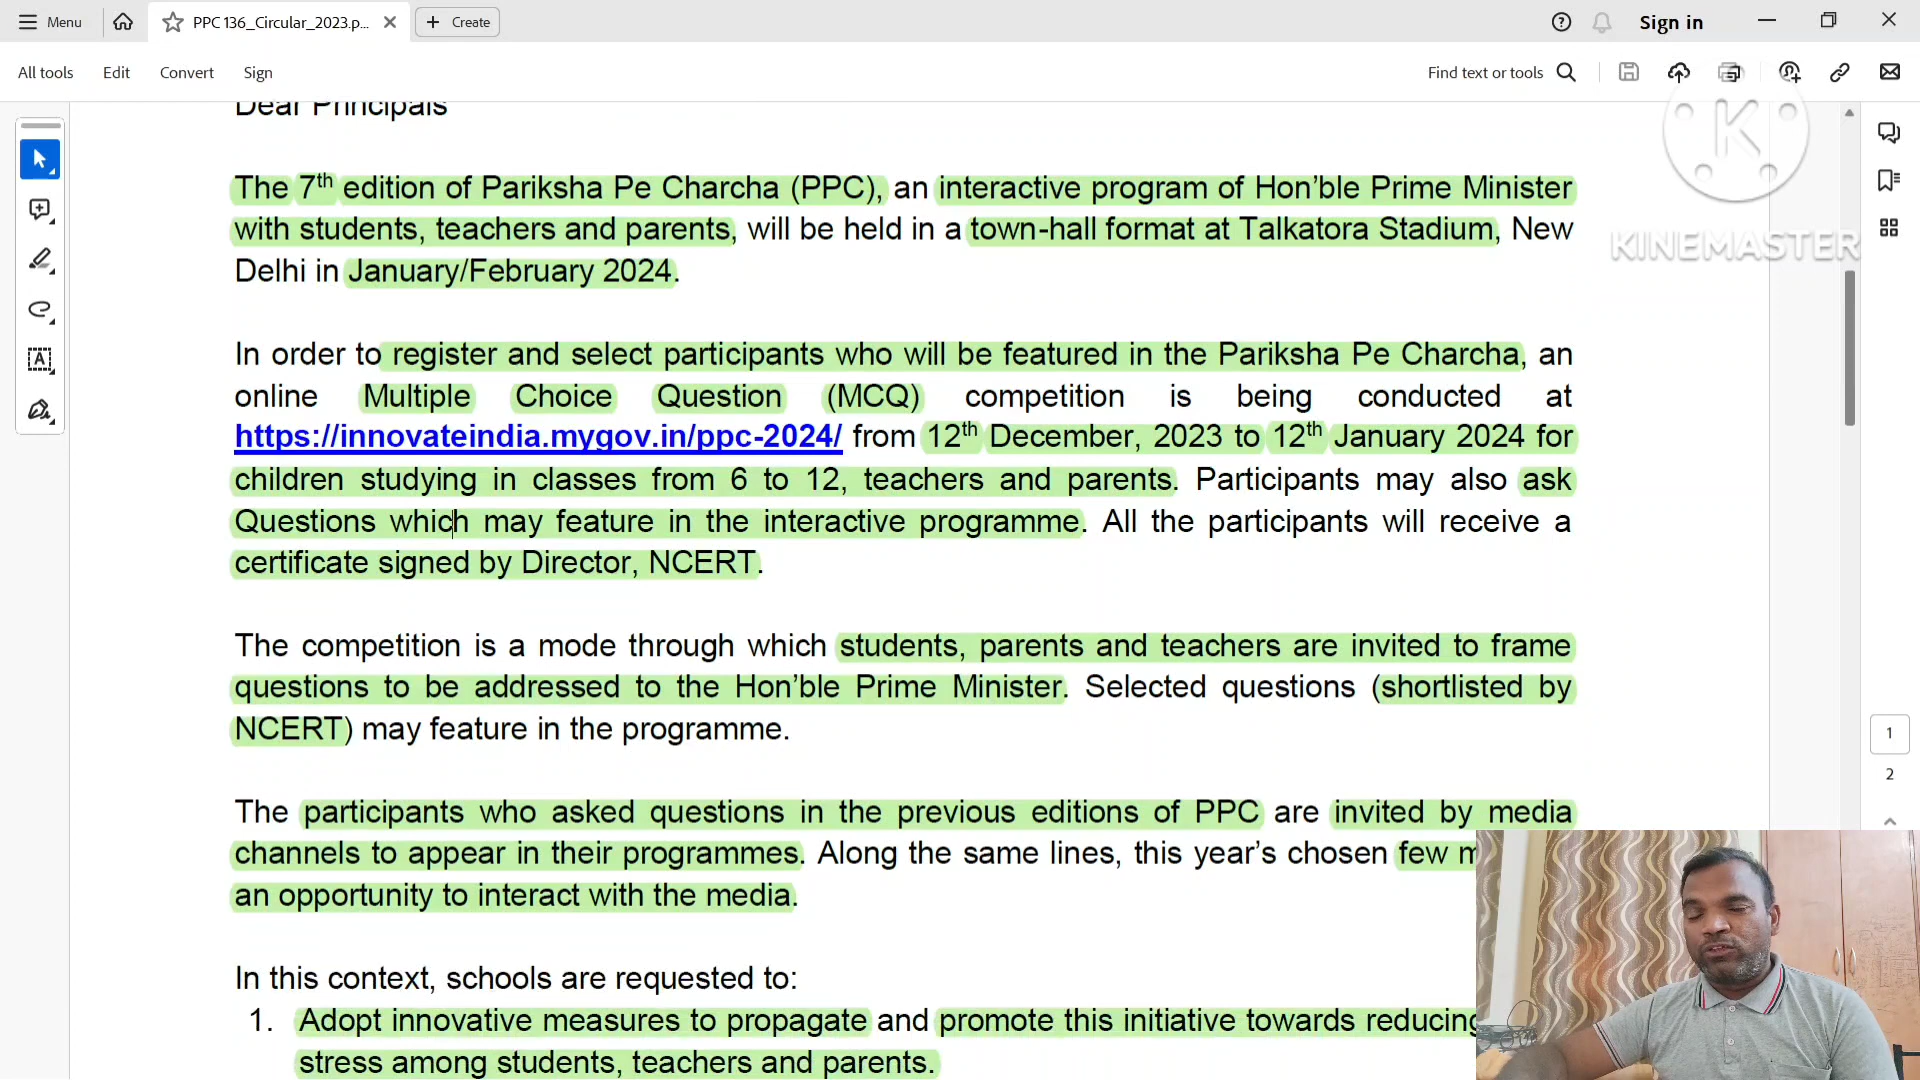 Menu
PPC 136_Circular_2023.p...
Create
Sign in
All tools
Edit
Convert
Sign
Find text or tools
KINEMASTER
Dear Principals
The 7th edition of Pariksha Pe Charcha (PPC), an interactive program of Hon'ble Prime Minister
with students, teachers and parents, will be held in a town-hall format at Talkatora Stadium, New
Delhi in January/February 2024.
In order to register and select participants who will be featured in the Pariksha Pe Charcha, an
online Multiple Choice Question (MCQ) competition is being conducted at
https://innovateindia.mygov.in/ppc-2024/ from 12th December, 2023 to 12th January 2024 for
children studying in classes from 6 to 12, teachers and parents. Participants may also ask
Questions which may feature in the interactive programme. All the participants will receive a
certificate signed by Director, NCERT.
The competition is a mode through which students, parents and teachers are invited to frame
questions to be addressed to the Hon'ble Prime Minister. Selected questions (shortlisted by
NCERT) may feature in the programme.
The participants who asked questions in the previous editions of PPC are invited by media
channels to appear in their programmes. Along the same lines, this year's chosen few
an opportunity to interact with the media.
In this context, schools are requested to:
1. Adopt innovative measures to propagate and promote this initiative towards reducing
stress among students, teachers and parents.
1
2